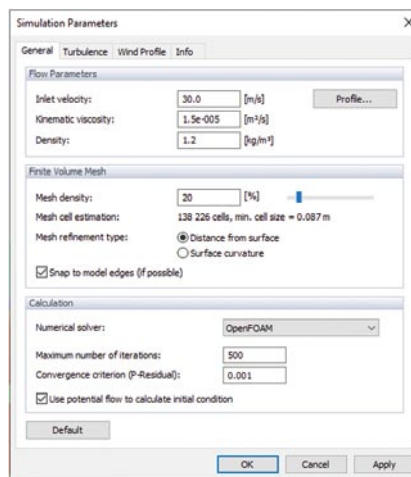 Simulation Parameters
General Turbulence Wind Profile Info
Flow Parameters
Inlet velocity: 30.0 [m/s] Profile...
Kinematic viscosity: 1.5e-005 [m²/s]
Density: 1.2 [kg/m³]
Finite Volume Mesh
Mesh density: 20 [%]
Mesh cell estimation: 138 226 cells, min. cell size = 0.087 m
Mesh refinement type: Distance from surface
Surface curvature
Snap to model edges (if possible)
Calculation
Numerical solver: OpenFOAM
Maximum number of iterations: 500
Convergence criterion (P-Residual): 0.001
Use potential flow to calculate initial condition
Default
OK Cancel Apply